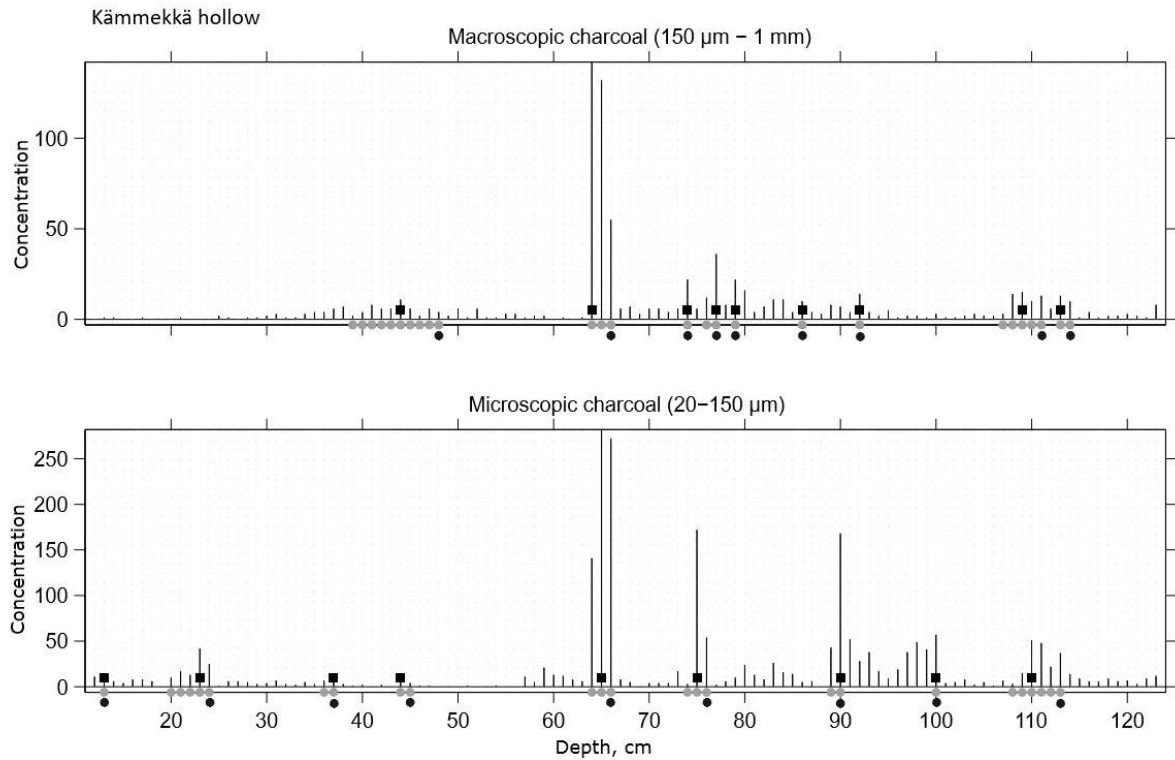 Kämmekkä hollow
Macroscopic charcoal (150 µm − 1 mm)
Concentration
100
50
0
Microscopic charcoal (20−150 µm)
Concentration
250
200
150
100
50
0
20 30 40 50 60 70 80 90 100 110 120
Depth, cm